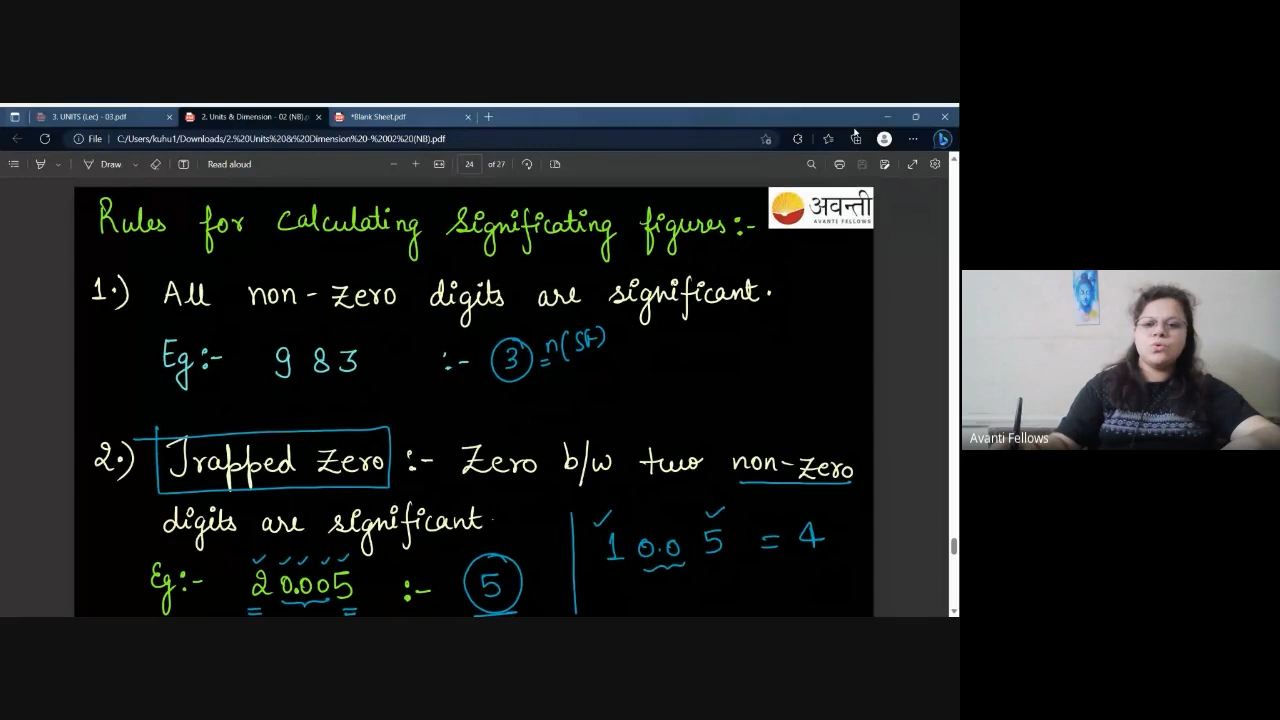 3. UNITS (Lec) - 03.pdf
2. Units & Dimension - 02 (NB).p
*Blank Sheet.pdf
File
C:/Users/kuhu1/Downloads/2.%20Units%20&%20Dimension%20-%2002%20(NB).pdf
Draw
Read aloud
24 of 27
Rules for calculating significating figures:-
अवन्ती
AVANTI FELLOWS
1.) All non-zero digits are significant.
Eg:- 983 :- 3 = n(SF)
2.) Trapped Zero :- Zero b/w two non-zero
digits are significant.
100.5 = 4
Eg:- 20.005 :- 5
Avanti Fellows